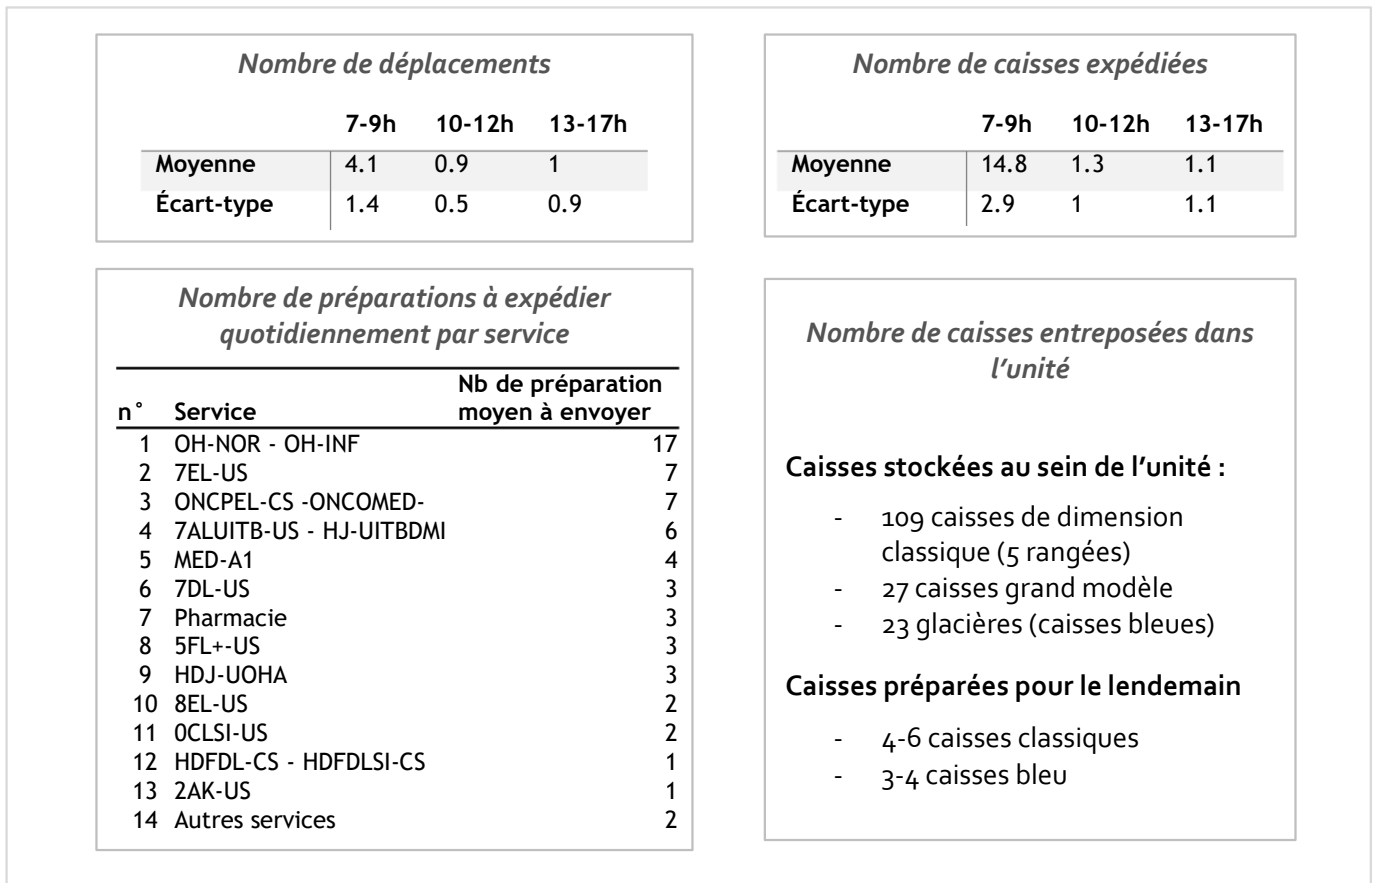 Nombre de déplacements
7-9h 10-12h 13-17h
Moyenne 4.1 0.9 1
Écart-type 1.4 0.5 0.9
Nombre de caisses expédiées
7-9h 10-12h 13-17h
Moyenne 14.8 1.3 1.1
Écart-type 2.9 1 1.1
Nombre de préparations à expédier
quotidiennement par service
Nb de préparation
n° Service moyen à envoyer
1 OH-NOR - OH-INF 17
2 7EL-US 7
3 ONCPEL-CS -ONCOMED- 7
4 7ALUITB-US - HJ-UITBDMI 6
5 MED-A1 4
6 7DL-US 3
7 Pharmacie 3
8 5FL+-US 3
9 HDJ-UOHA 3
10 8EL-US 2
11 0CLSI-US 2
12 HDFDL-CS - HDFDLSI-CS 1
13 2AK-US 1
14 Autres services 2
Nombre de caisses entreposées dans
l'unité
Caisses stockées au sein de l'unité :
- 109 caisses de dimension
classique (5 rangées)
- 27 caisses grand modèle
- 23 glacières (caisses bleues)
Caisses préparées pour le lendemain
- 4-6 caisses classiques
- 3-4 caisses bleu